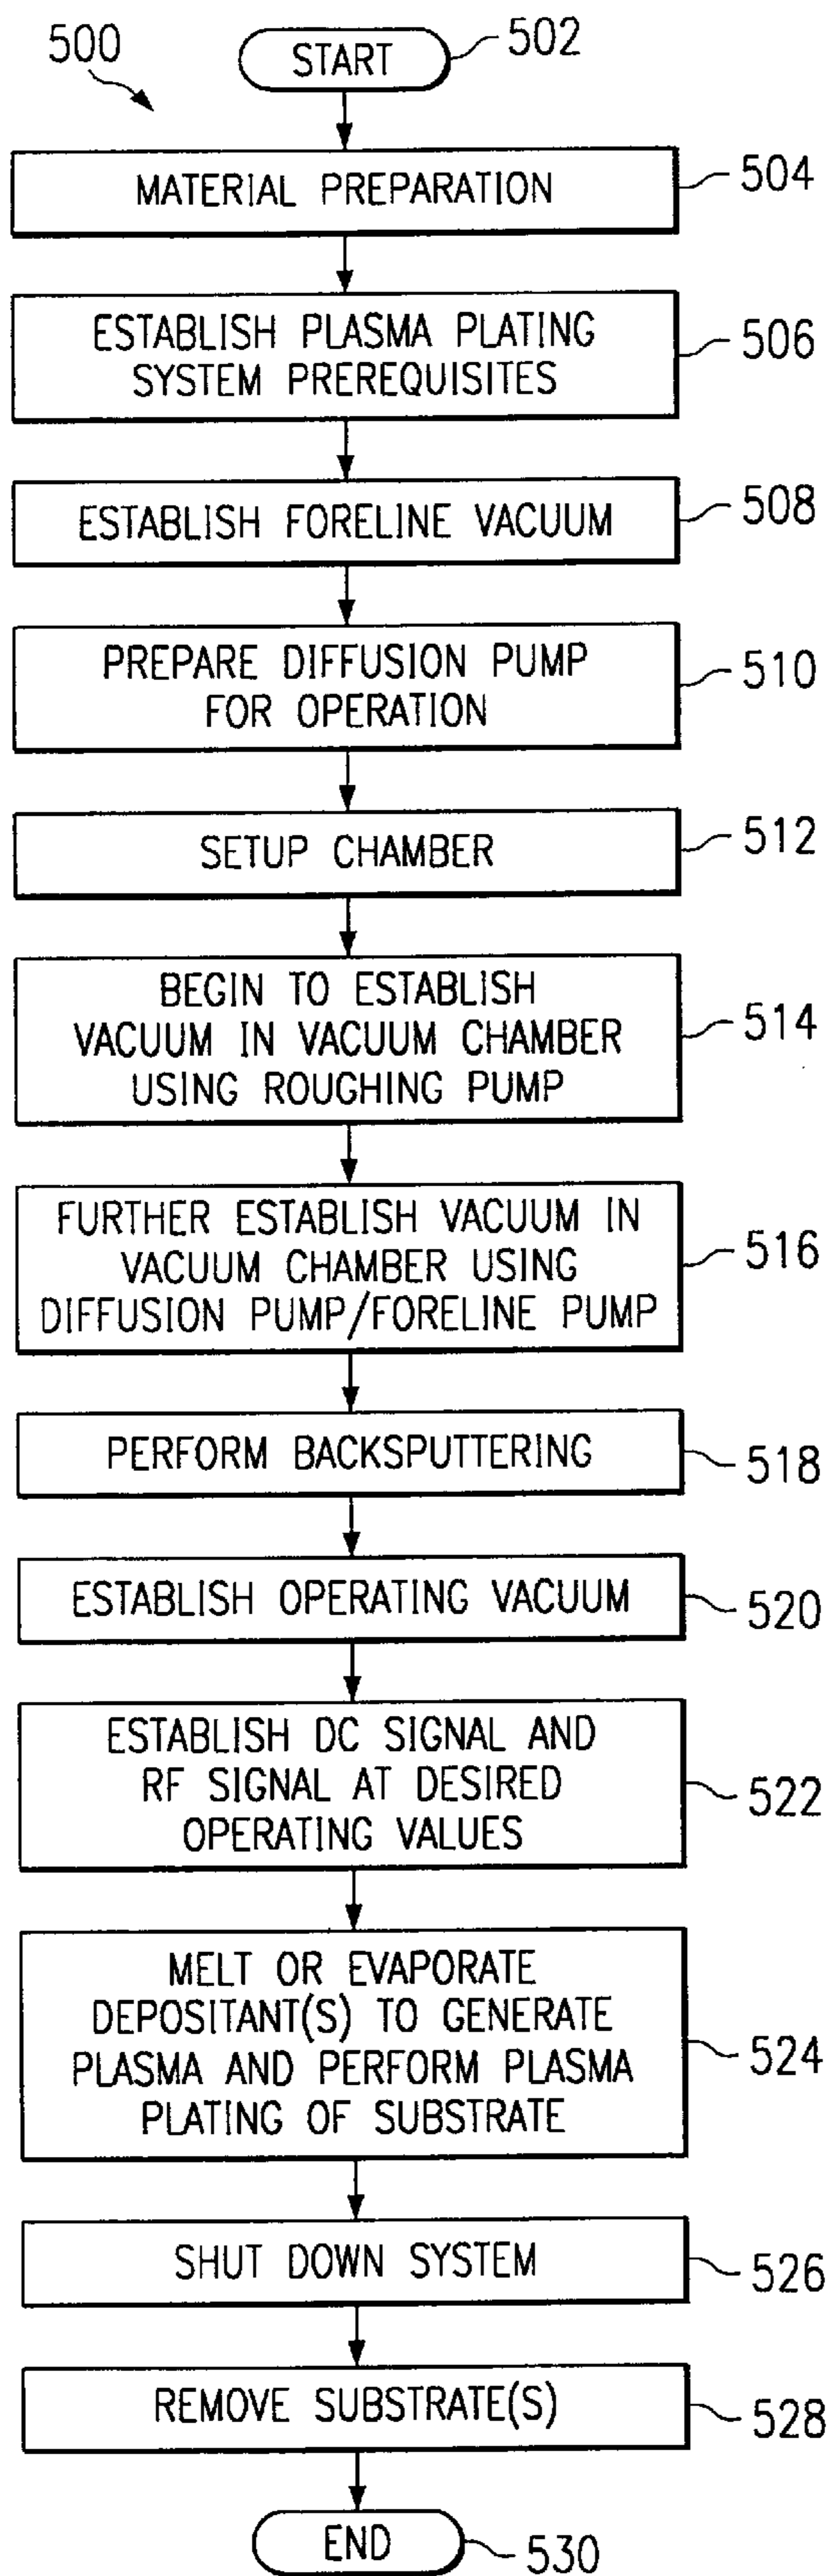 500
START
502
MATERIAL PREPARATION
504
ESTABLISH PLASMA PLATING
SYSTEM PREREQUISITES
506
ESTABLISH FORELINE VACUUM
508
PREPARE DIFFUSION PUMP
FOR OPERATION
510
SETUP CHAMBER
512
BEGIN TO ESTABLISH
VACUUM IN VACUUM CHAMBER
USING ROUGHING PUMP
514
FURTHER ESTABLISH VACUUM IN
VACUUM CHAMBER USING
DIFFUSION PUMP/FORELINE PUMP
516
PERFORM BACKSPUTTERING
518
ESTABLISH OPERATING VACUUM
520
ESTABLISH DC SIGNAL AND
RF SIGNAL AT DESIRED
OPERATING VALUES
522
MELT OR EVAPORATE
DEPOSITANT(S) TO GENERATE
PLASMA AND PERFORM PLASMA
PLATING OF SUBSTRATE
524
SHUT DOWN SYSTEM
526
REMOVE SUBSTRATE(S)
528
END
530